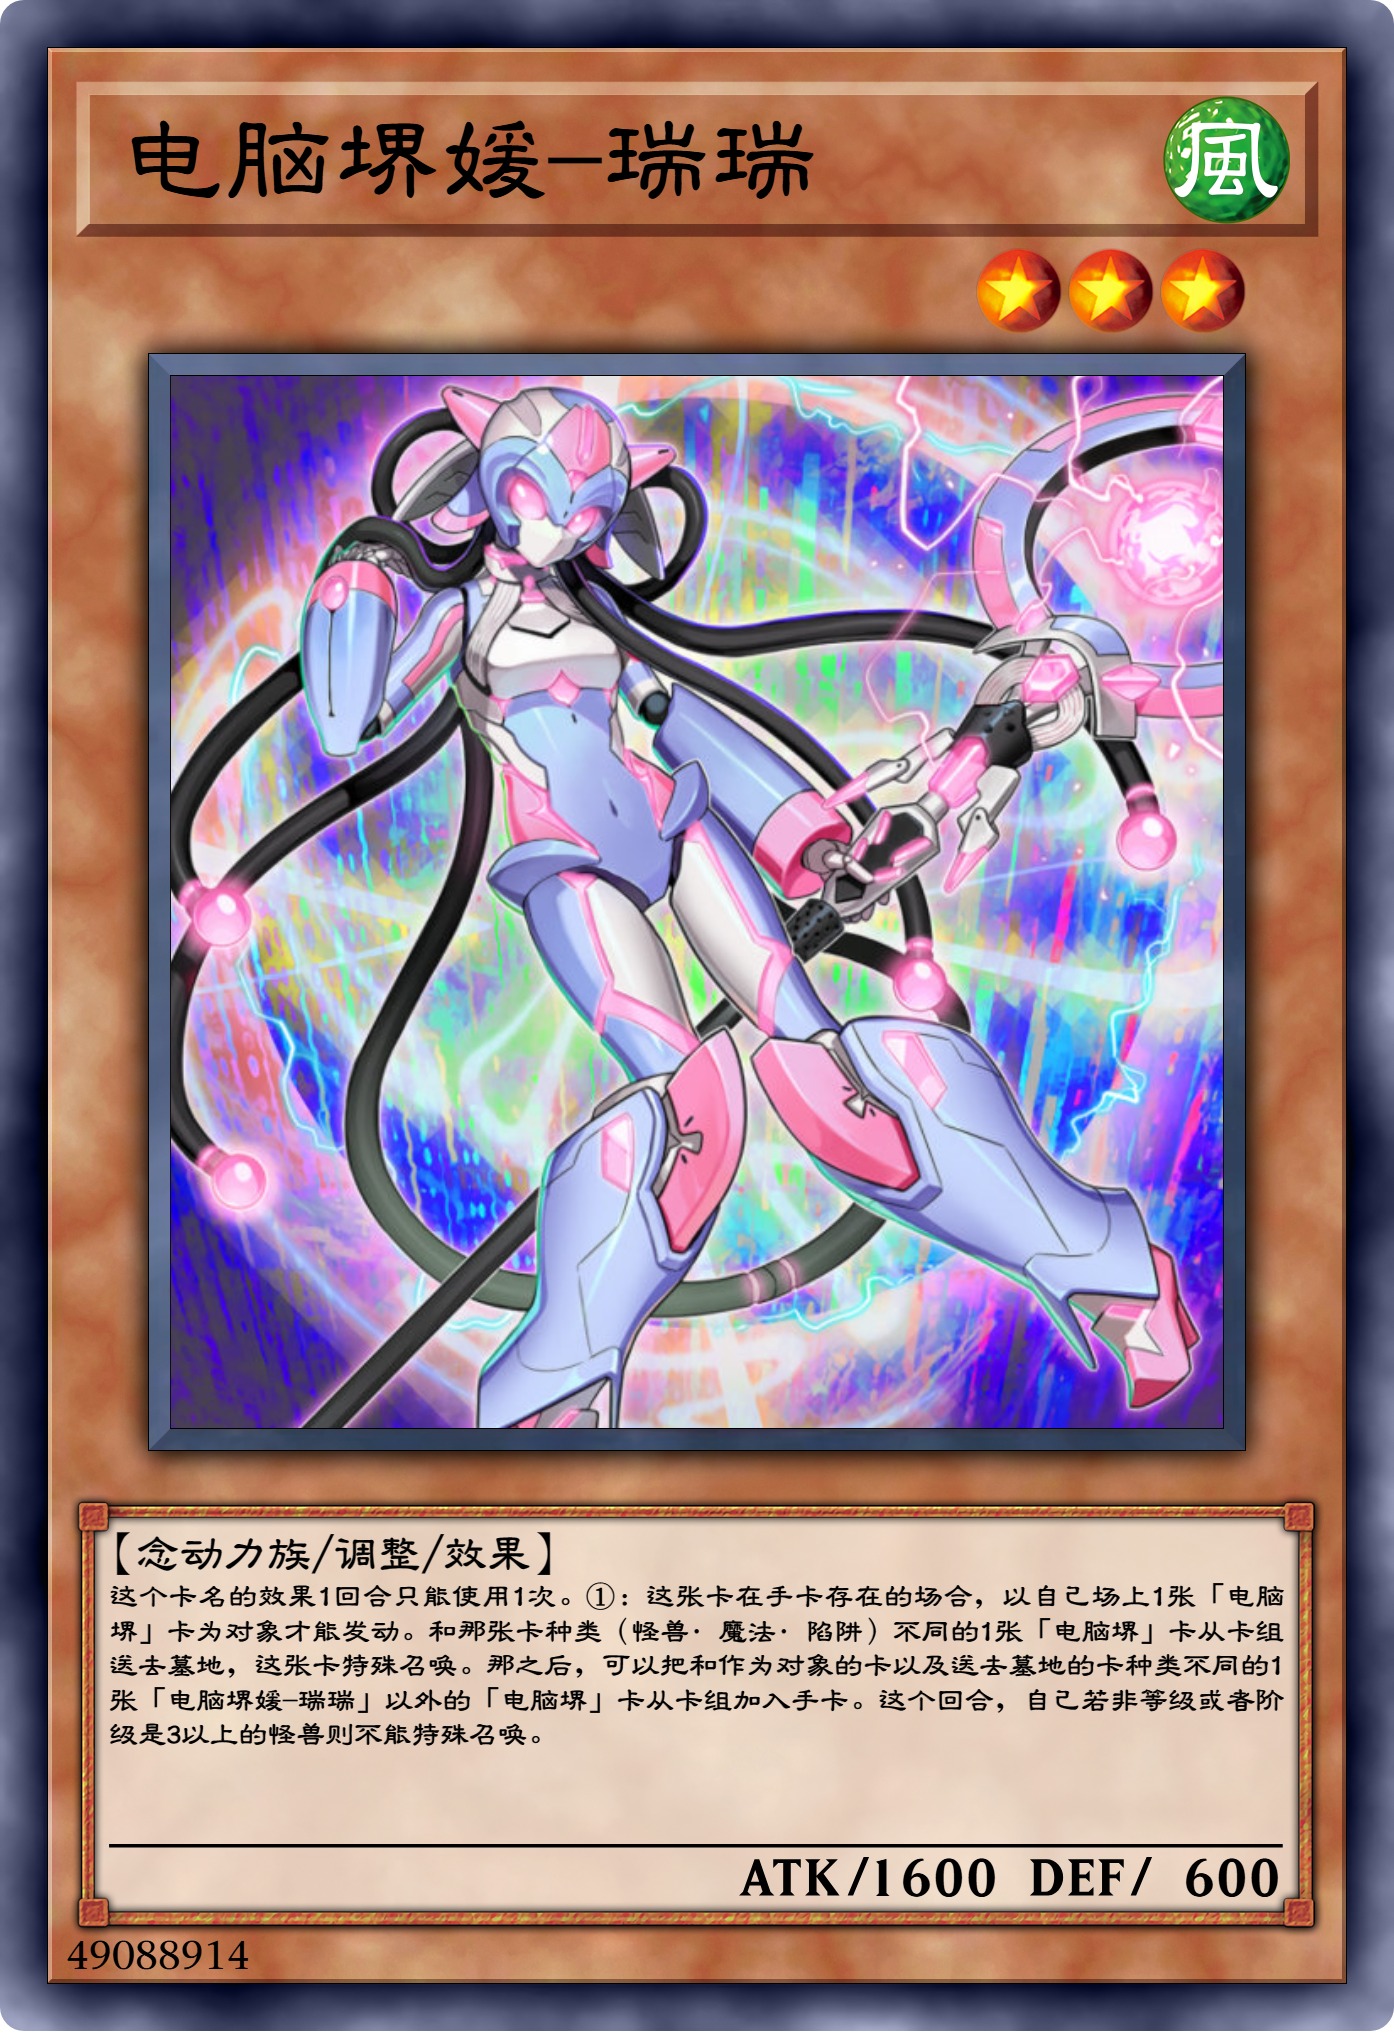 电脑堺媛-瑞瑞
風
【念动力族/调整/效果】
这个卡名的效果1回合只能使用1次。①：这张卡在手卡存在的场合，以自己场上1张「电脑
堺」卡为对象才能发动。和那张卡种类（怪兽·魔法·陷阱）不同的1张「电脑堺」卡从卡组
送去墓地，这张卡特殊召唤。那之后，可以把和作为对象的卡以及送去墓地的卡种类不同的1
张「电脑堺媛-瑞瑞」以外的「电脑堺」卡从卡组加入手卡。这个回合，自己若非等级或者阶
级是3以上的怪兽则不能特殊召唤。
ATK/1600 DEF/ 600
49088914